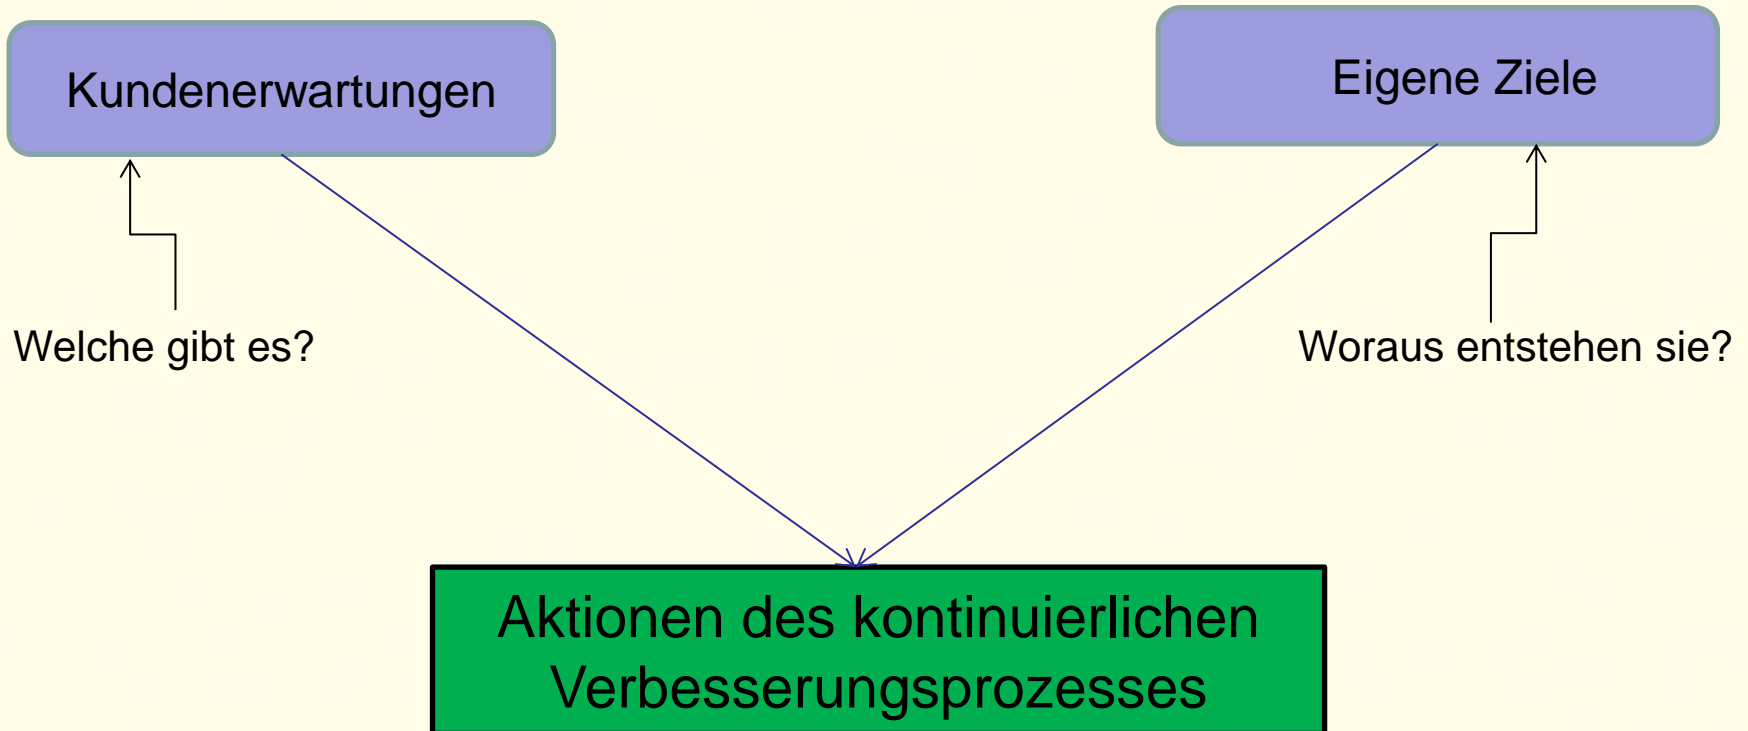 Kundenerwartungen
Eigene Ziele
Welche gibt es?
Woraus entstehen sie?
Aktionen des kontinuierlichen
Verbesserungsprozesses